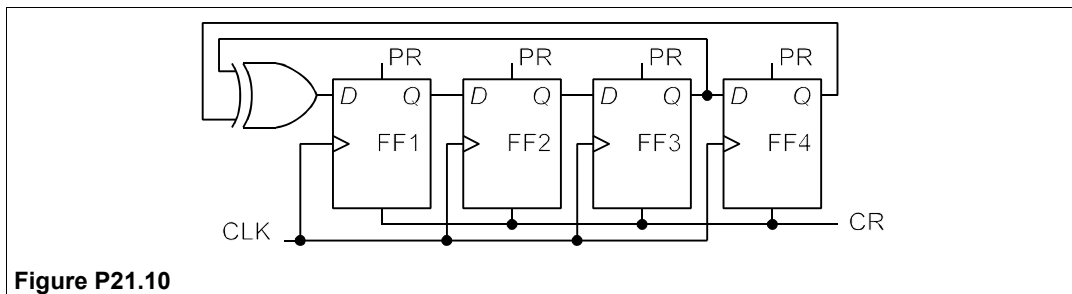 PR PR PR PR
D Q D Q D Q D Q
FF1 FF2 FF3 FF4
CR
CLK
Figure P21.10